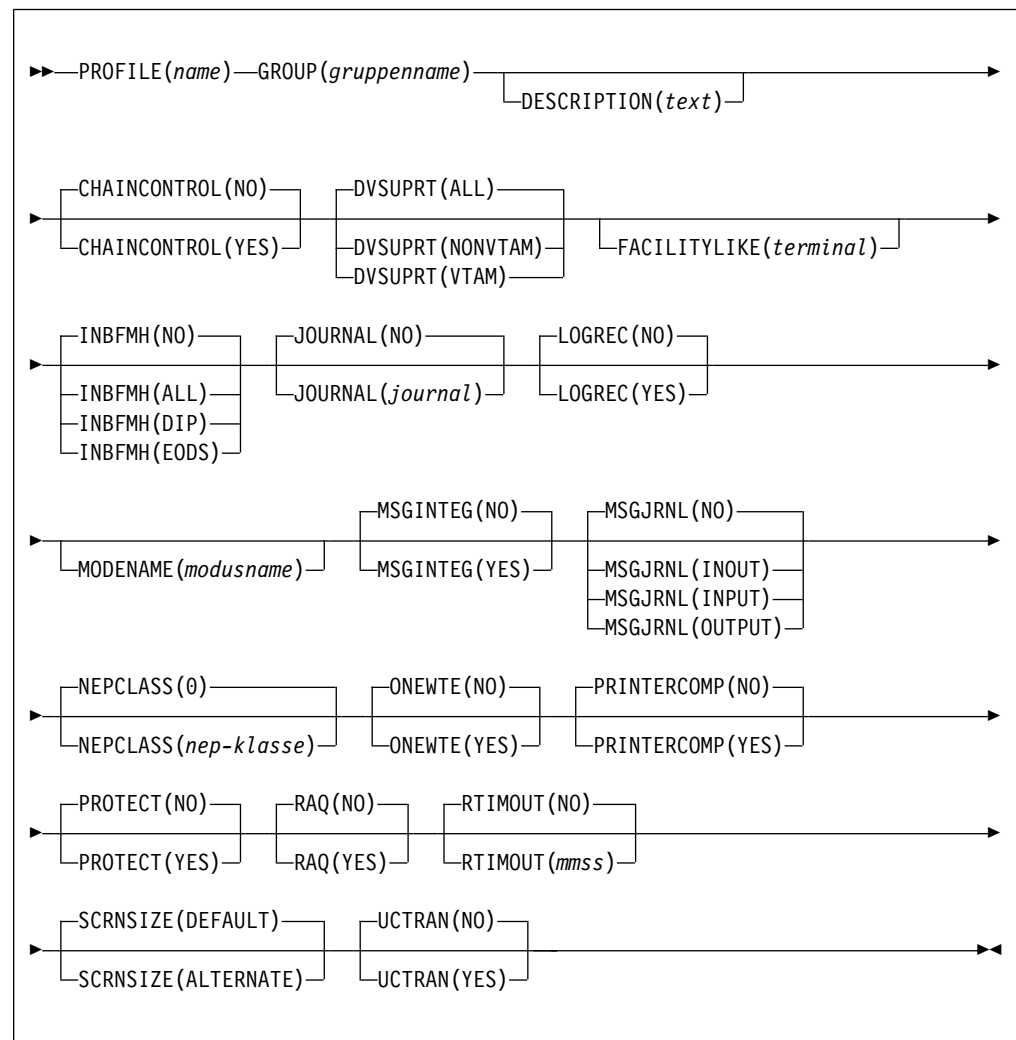 PROFILE(name) GROUP(gruppenname)
DESCRIPTION(text)
CHAINCONTROL(NO) DVSUPRT(ALL)
CHAINCONTROL(YES) DVSUPRT(NONVTAM) FACILITYLIKE(terminal)
DVSUPRT(VTAM)
INBFMH(NO) JOURNAL(NO) LOGREC(NO)
INBFMH(ALL) JOURNAL(journal) LOGREC(YES)
INBFMH(DIP)
INBFMH(EODS)
MSGINTEG(NO) MSGJRNL(NO)
MODENAME(modusname) MSGINTEG(YES) MSGJRNL(INOUT)
MSGJRNL(INPUT)
MSGJRNL(OUTPUT)
NEPCLASS(0) ONEWTE(NO) PRINTERCOMP(NO)
NEPCLASS(nep-klasse) ONEWTE(YES) PRINTERCOMP(YES)
PROTECT(NO) RAQ(NO) RTIMOUT(NO)
PROTECT(YES) RAQ(YES) RTIMOUT(mmss)
SCRNSIZE(DEFAULT) UCTRAN(NO)
SCRNSIZE(ALTERNATE) UCTRAN(YES)